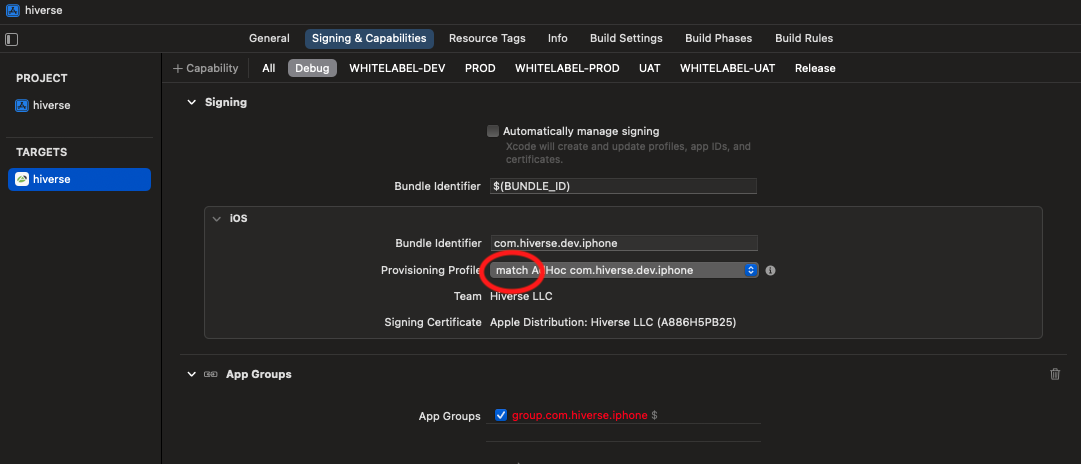 hiverse
General Signing & Capabilities Resource Tags Info Build Settings Build Phases Build Rules
PROJECT
hiverse
TARGETS
hiverse
+ Capability All Debug WHITELABEL-DEV PROD WHITELABEL-PROD UAT WHITELABEL-UAT Release
Signing
Automatically manage signing
Xcode will create and update profiles, app IDs, and
certificates.
Bundle Identifier $(BUNDLE_ID)
iOS
Bundle Identifier com.hiverse.dev.iphone
Provisioning Profile match AdHoc com.hiverse.dev.iphone
Team Hiverse LLC
Signing Certificate Apple Distribution: Hiverse LLC (A886H5PB25)
App Groups
App Groups group.com.hiverse.iphone $